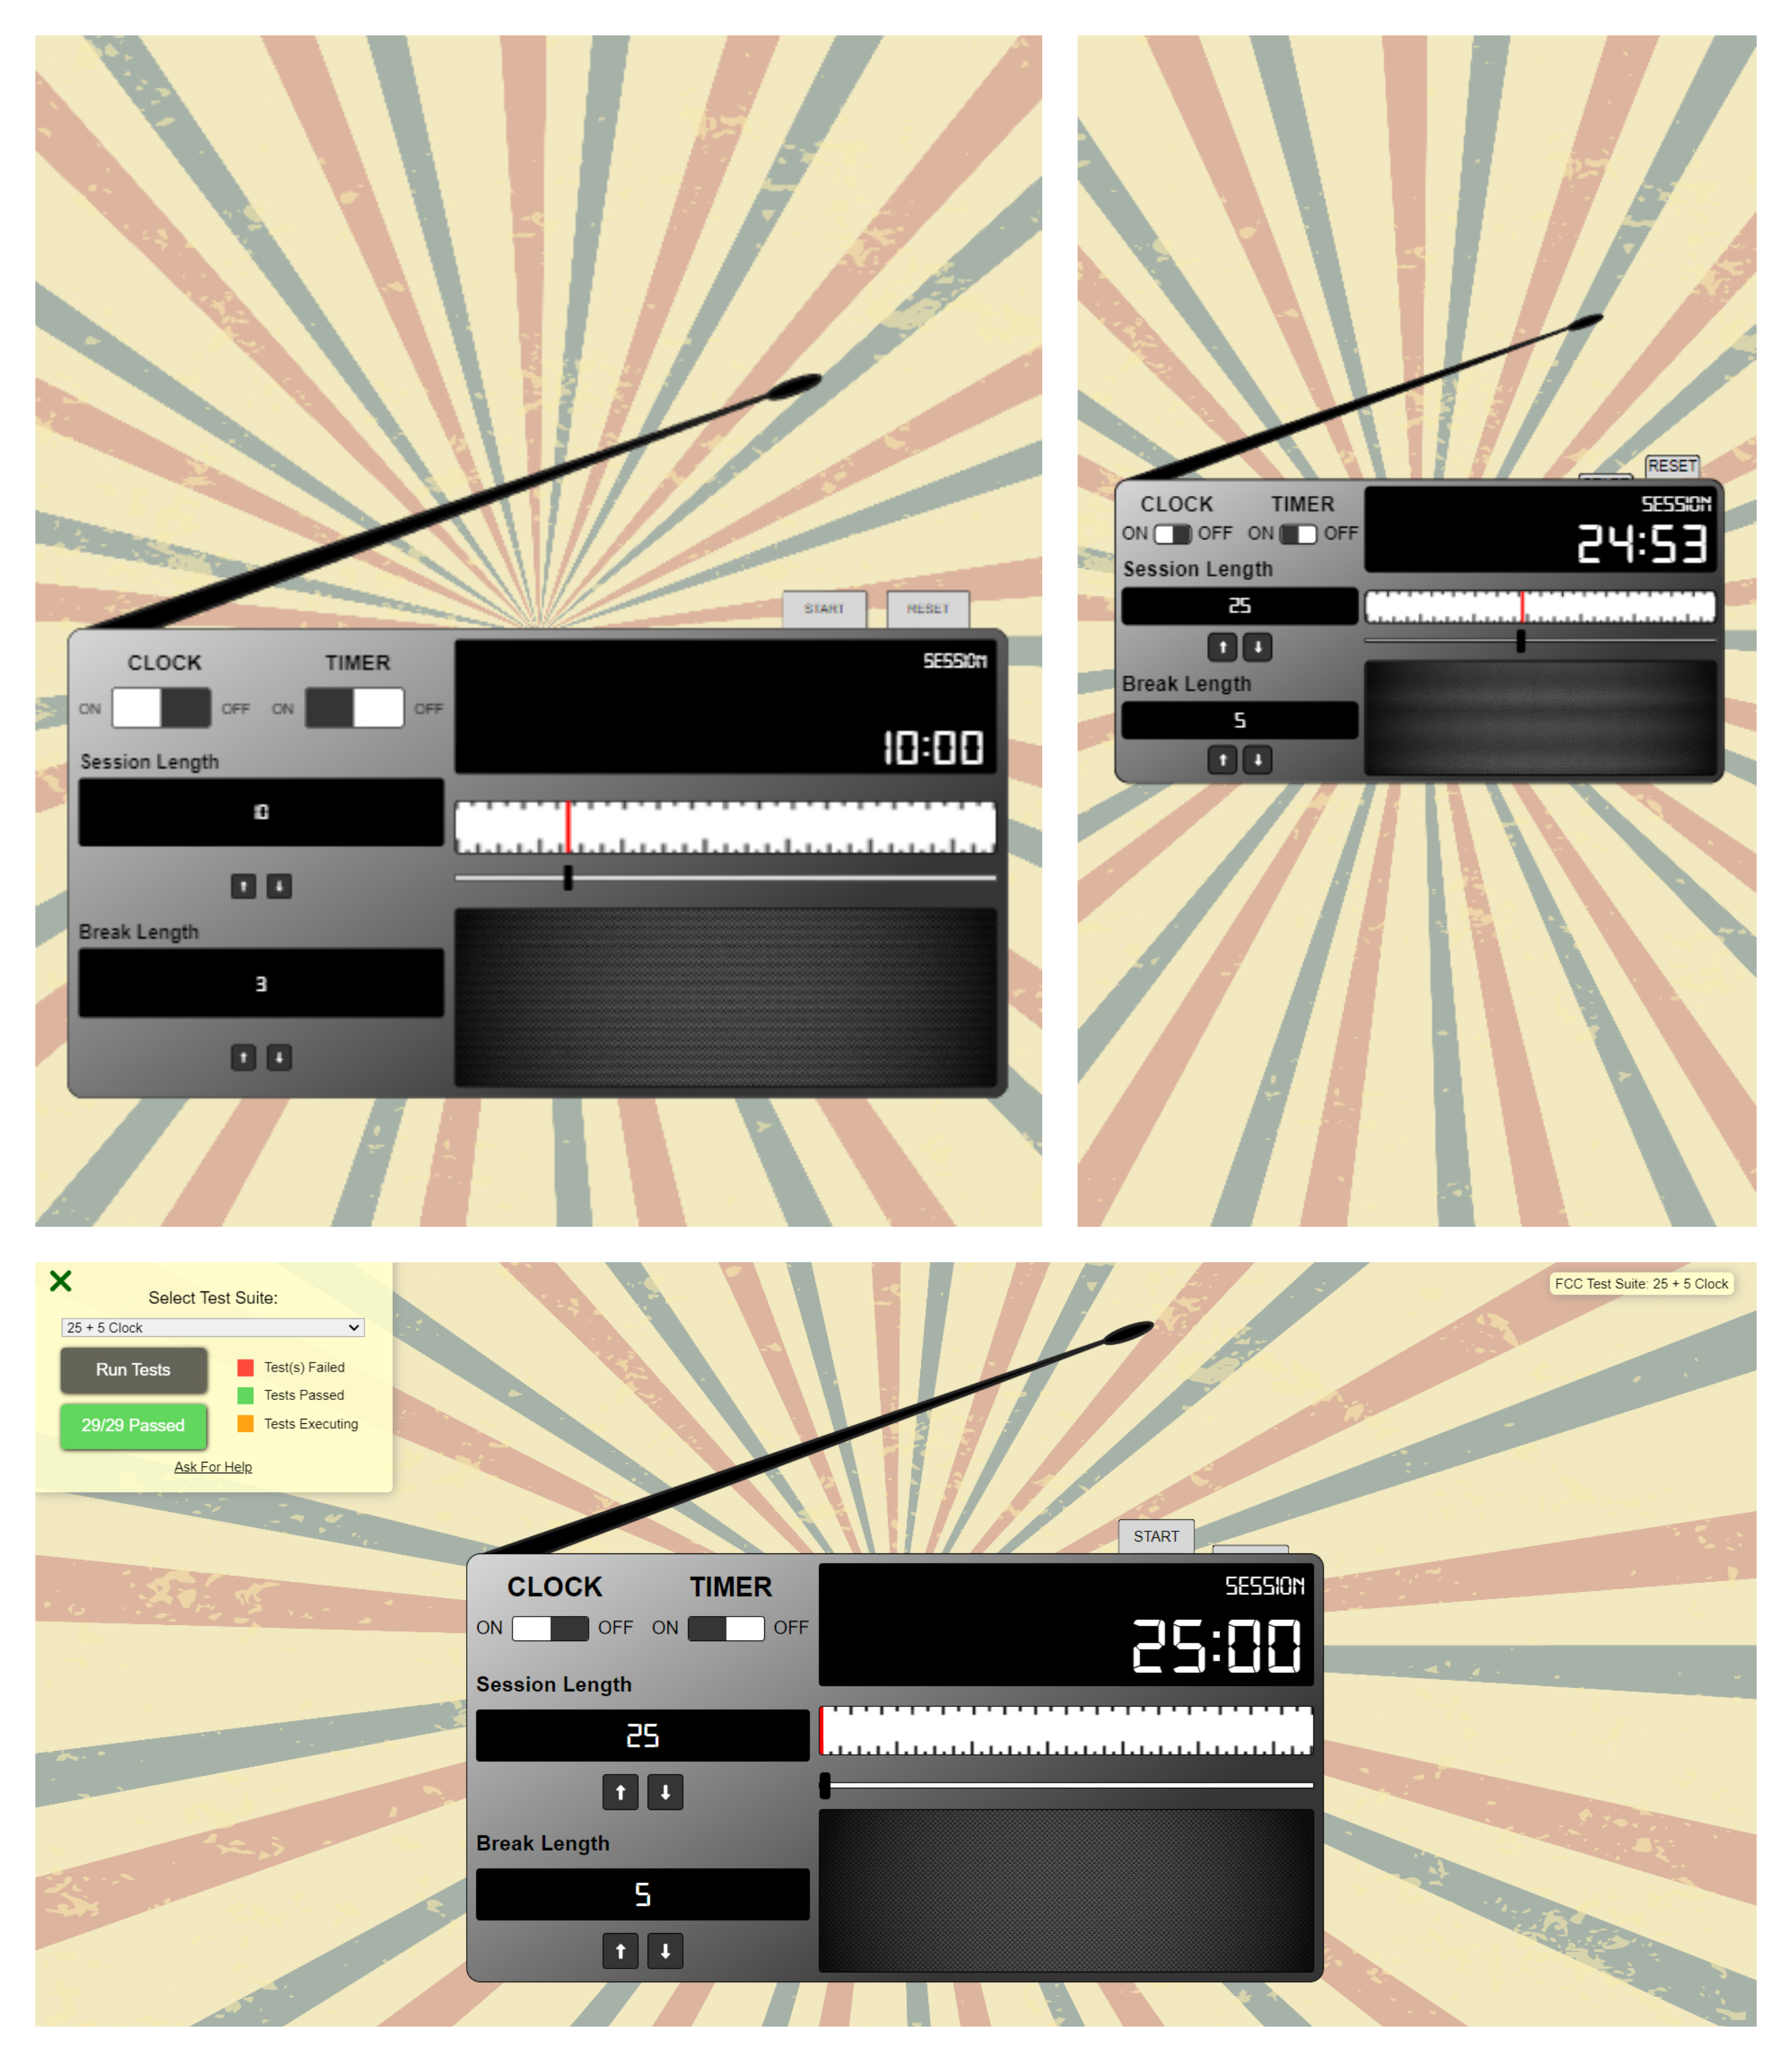 START RESET
CLOCK TIMER
ON OFF ON OFF
SESSION
10:00
Session Length
10
↑ ↓
Break Length
3
↑ ↓
RESET
CLOCK TIMER
ON OFF ON OFF
SESSION
24:53
Session Length
25
↑ ↓
Break Length
5
↑ ↓
Select Test Suite:
25 + 5 Clock
Run Tests
29/29 Passed
Test(s) Failed
Tests Passed
Tests Executing
Ask For Help
FCC Test Suite: 25 + 5 Clock
START
CLOCK TIMER
ON OFF ON OFF
SESSION
25:00
Session Length
25
↑ ↓
Break Length
5
↑ ↓